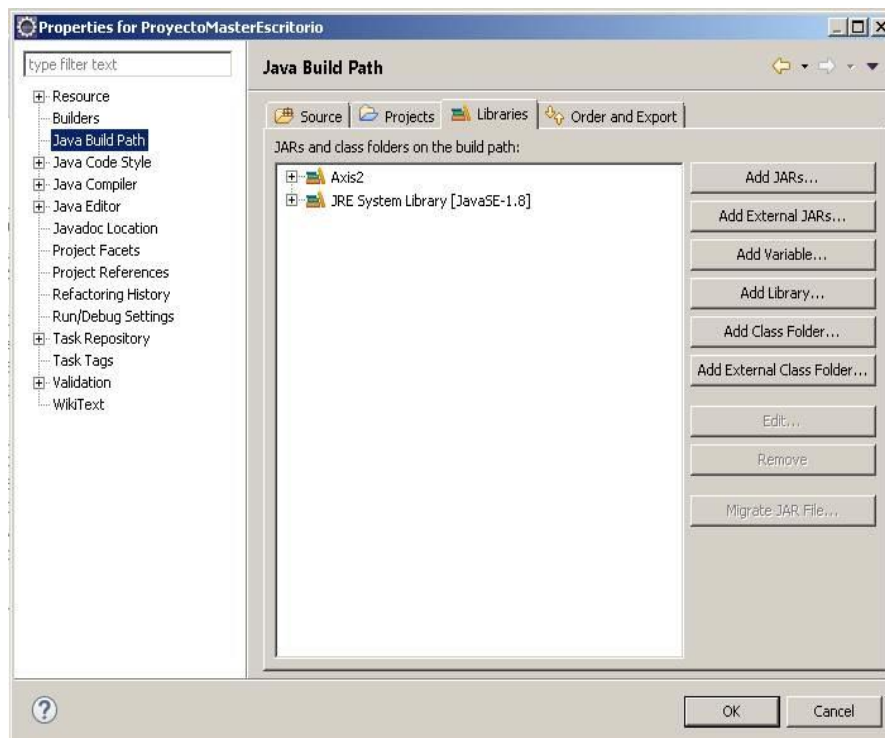 Properties for ProyectoMasterEscritorio
type filter text
Resource
Builders
Java Build Path
Java Code Style
Java Compiler
Java Editor
Javadoc Location
Project Facets
Project References
Refactoring History
Run/Debug Settings
Task Repository
Task Tags
Validation
WikiText
Java Build Path
Source
Projects
Libraries
Order and Export
JARs and class folders on the build path:
Axis2
JRE System Library [JavaSE-1.8]
Add JARs...
Add External JARs...
Add Variable...
Add Library...
Add Class Folder...
Add External Class Folder...
Edit...
Remove
Migrate JAR File...
OK
Cancel